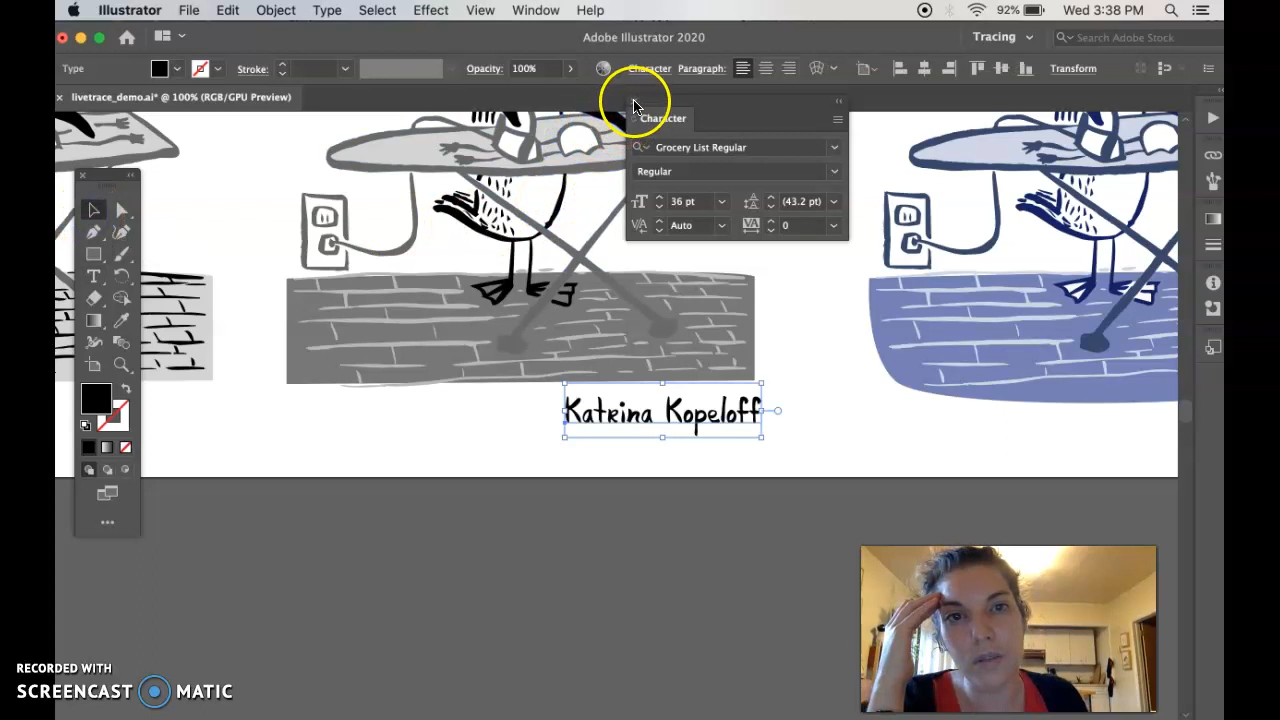 Illustrator File Edit Object Type Select Effect View Window Help 92% Wed 3:38 PM
Adobe Illustrator 2020 Tracing Search Adobe Stock
Type Stroke: Opacity: 100% Character Paragraph: Transform
livetrace_demo.ai* @ 100% (RGB/GPU Preview)
Character
Grocery List Regular
Regular
36 pt (43.2 pt)
Auto 0
Katrina Kopeloff
RECORDED WITH
SCREENCAST MATIC